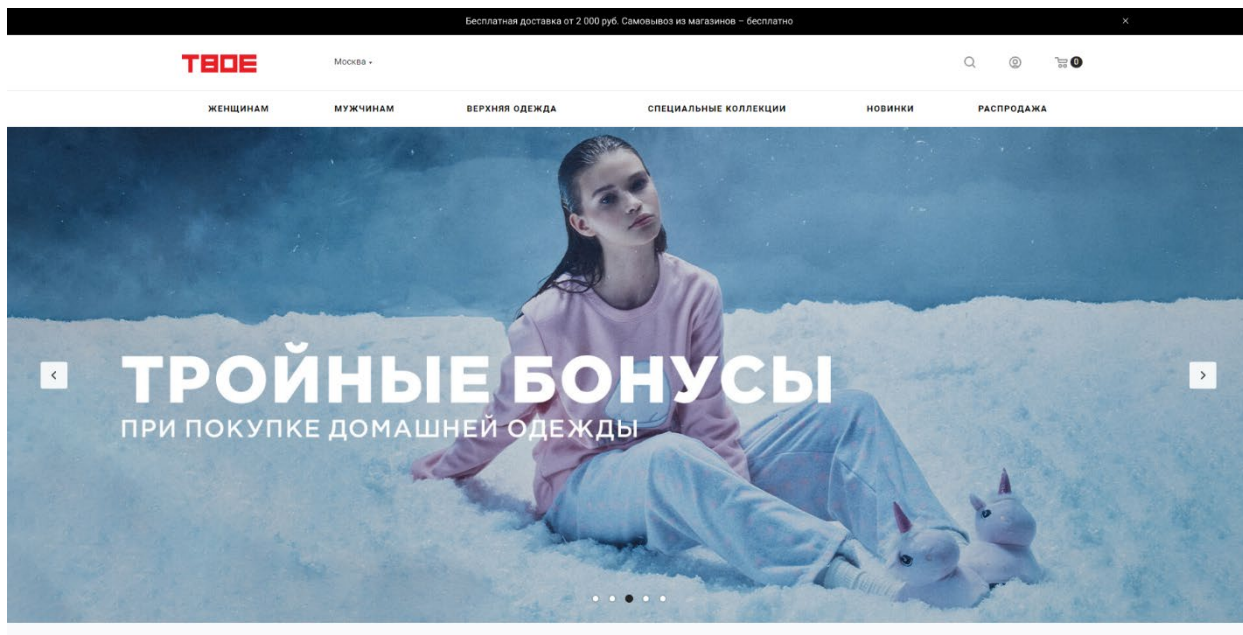 Бесплатная доставка от 2 000 руб. Самовывоз из магазинов – бесплатно
ТВОЕ
Москва
0
ЖЕНЩИНАМ
МУЖЧИНАМ
ВЕРХНЯЯ ОДЕЖДА
СПЕЦИАЛЬНЫЕ КОЛЛЕКЦИИ
НОВИНКИ
РАСПРОДАЖА
ТРОЙНЫЕ БОНУСЫ
ПРИ ПОКУПКЕ ДОМАШНЕЙ ОДЕЖДЫ